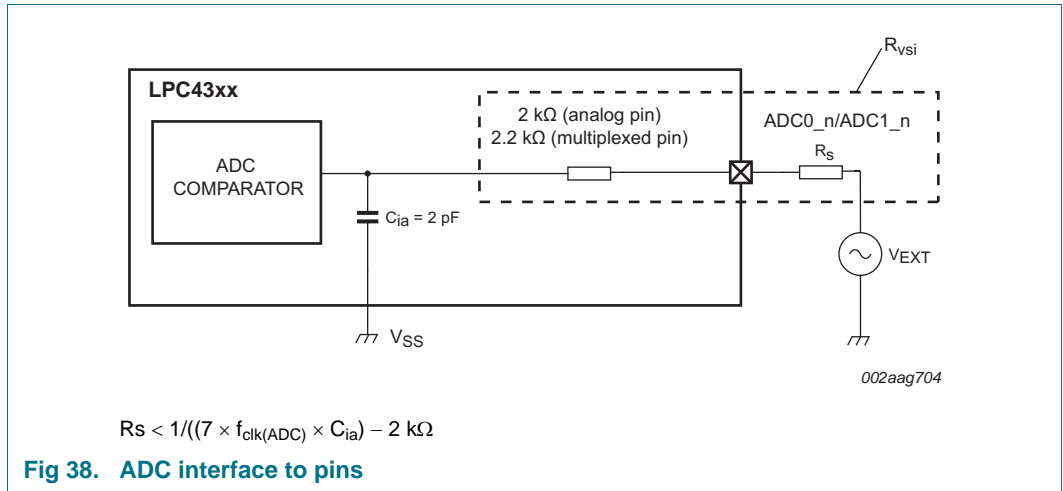 R_vsi
LPC43xx
2 kΩ (analog pin)
2.2 kΩ (multiplexed pin)
ADC0_n/ADC1_n
R_s
ADC
COMPARATOR
C_ia = 2 pF
V_EXT
V_SS
002aag704
Rs < 1/((7 × f_clk(ADC) × C_ia) − 2 kΩ
Fig 38. ADC interface to pins